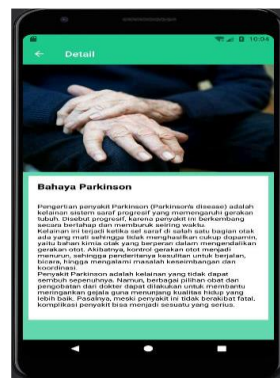 10:04
Detail
Bahaya Parkinson
Pengertian penyakit Parkinson (Parkinson's disease) adalah
kelainan sistem saraf progresif yang memengaruhi gerakan
tubuh. Disebut progresif, karena penyakit ini berkembang
secara bertahap dan memburuk seiring waktu.
Kelainan ini terjadi ketika sel saraf di salah satu bagian otak
ada yang mati sehingga tidak menghasilkan cukup dopamin,
yaitu bahan kimia otak yang berperan dalam mengendalikan
gerakan otot. Akibatnya, kontrol gerakan otot menjadi
menurun, sehingga penderitanya kesulitan untuk berjalan,
bicara, hingga mengalami masalah keseimbangan dan
koordinasi.
Penyakit Parkinson adalah kelainan yang tidak dapat
sembuh sepenuhnya. Namun, berbagai pilihan obat dan
pengobatan dari dokter dapat dilakukan untuk membantu
meringankan gejala guna menunjang kualitas hidup yang
lebih baik. Pasalnya, meski penyakit ini tidak berakibat fatal,
komplikasi penyakit bisa menjadi sesuatu yang serius.